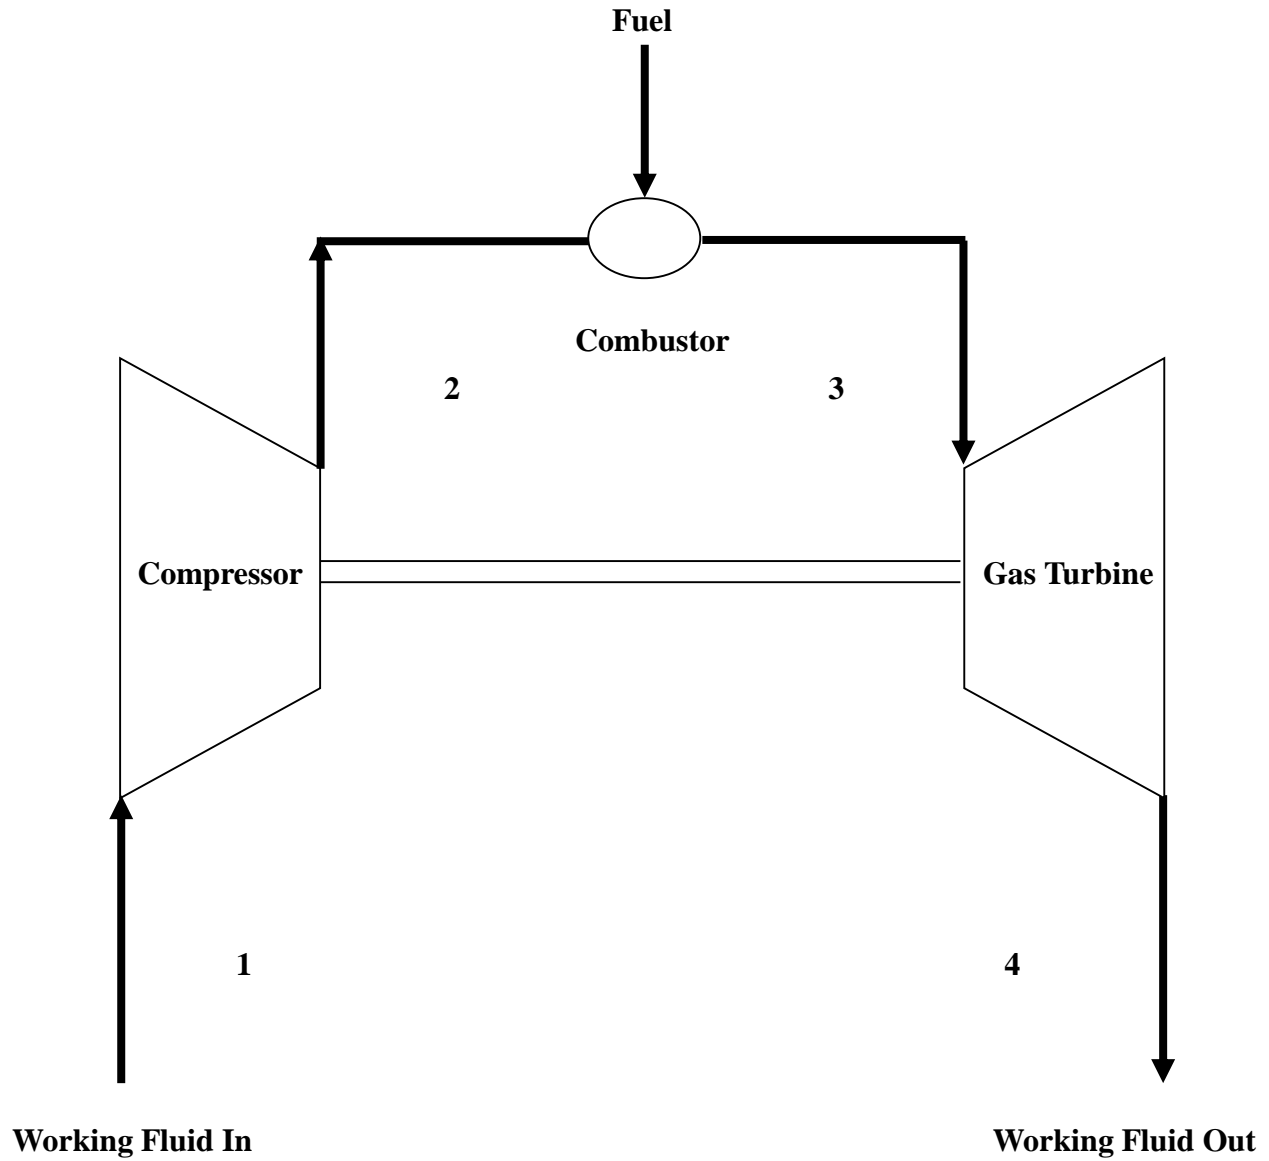 Fuel
Combustor
2
3
Compressor
Gas Turbine
1
4
Working Fluid In
Working Fluid Out